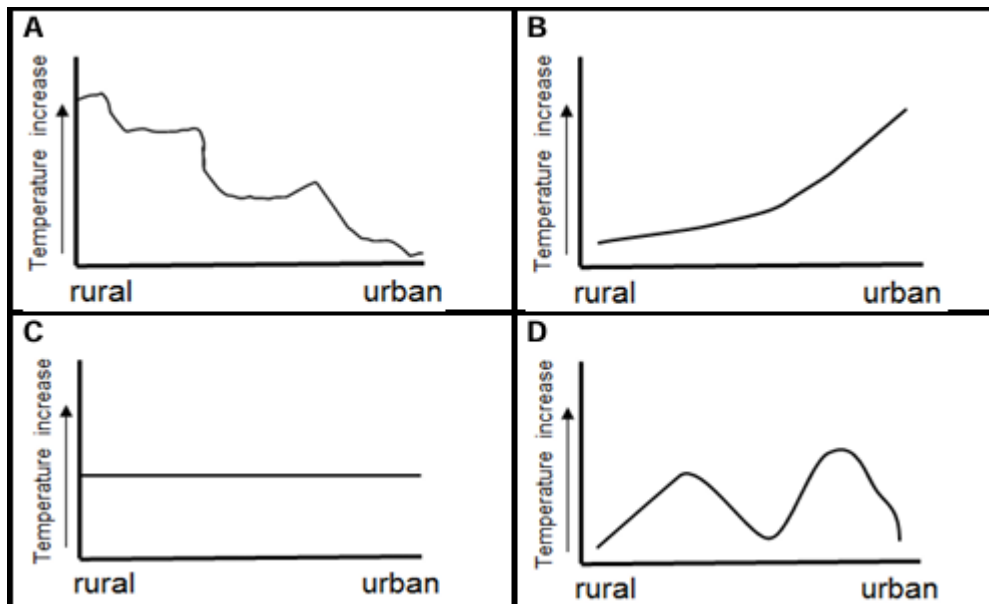 A
Temperature increase
rural urban
B
Temperature increase
rural urban
C
Temperature increase
rural urban
D
Temperature increase
rural urban